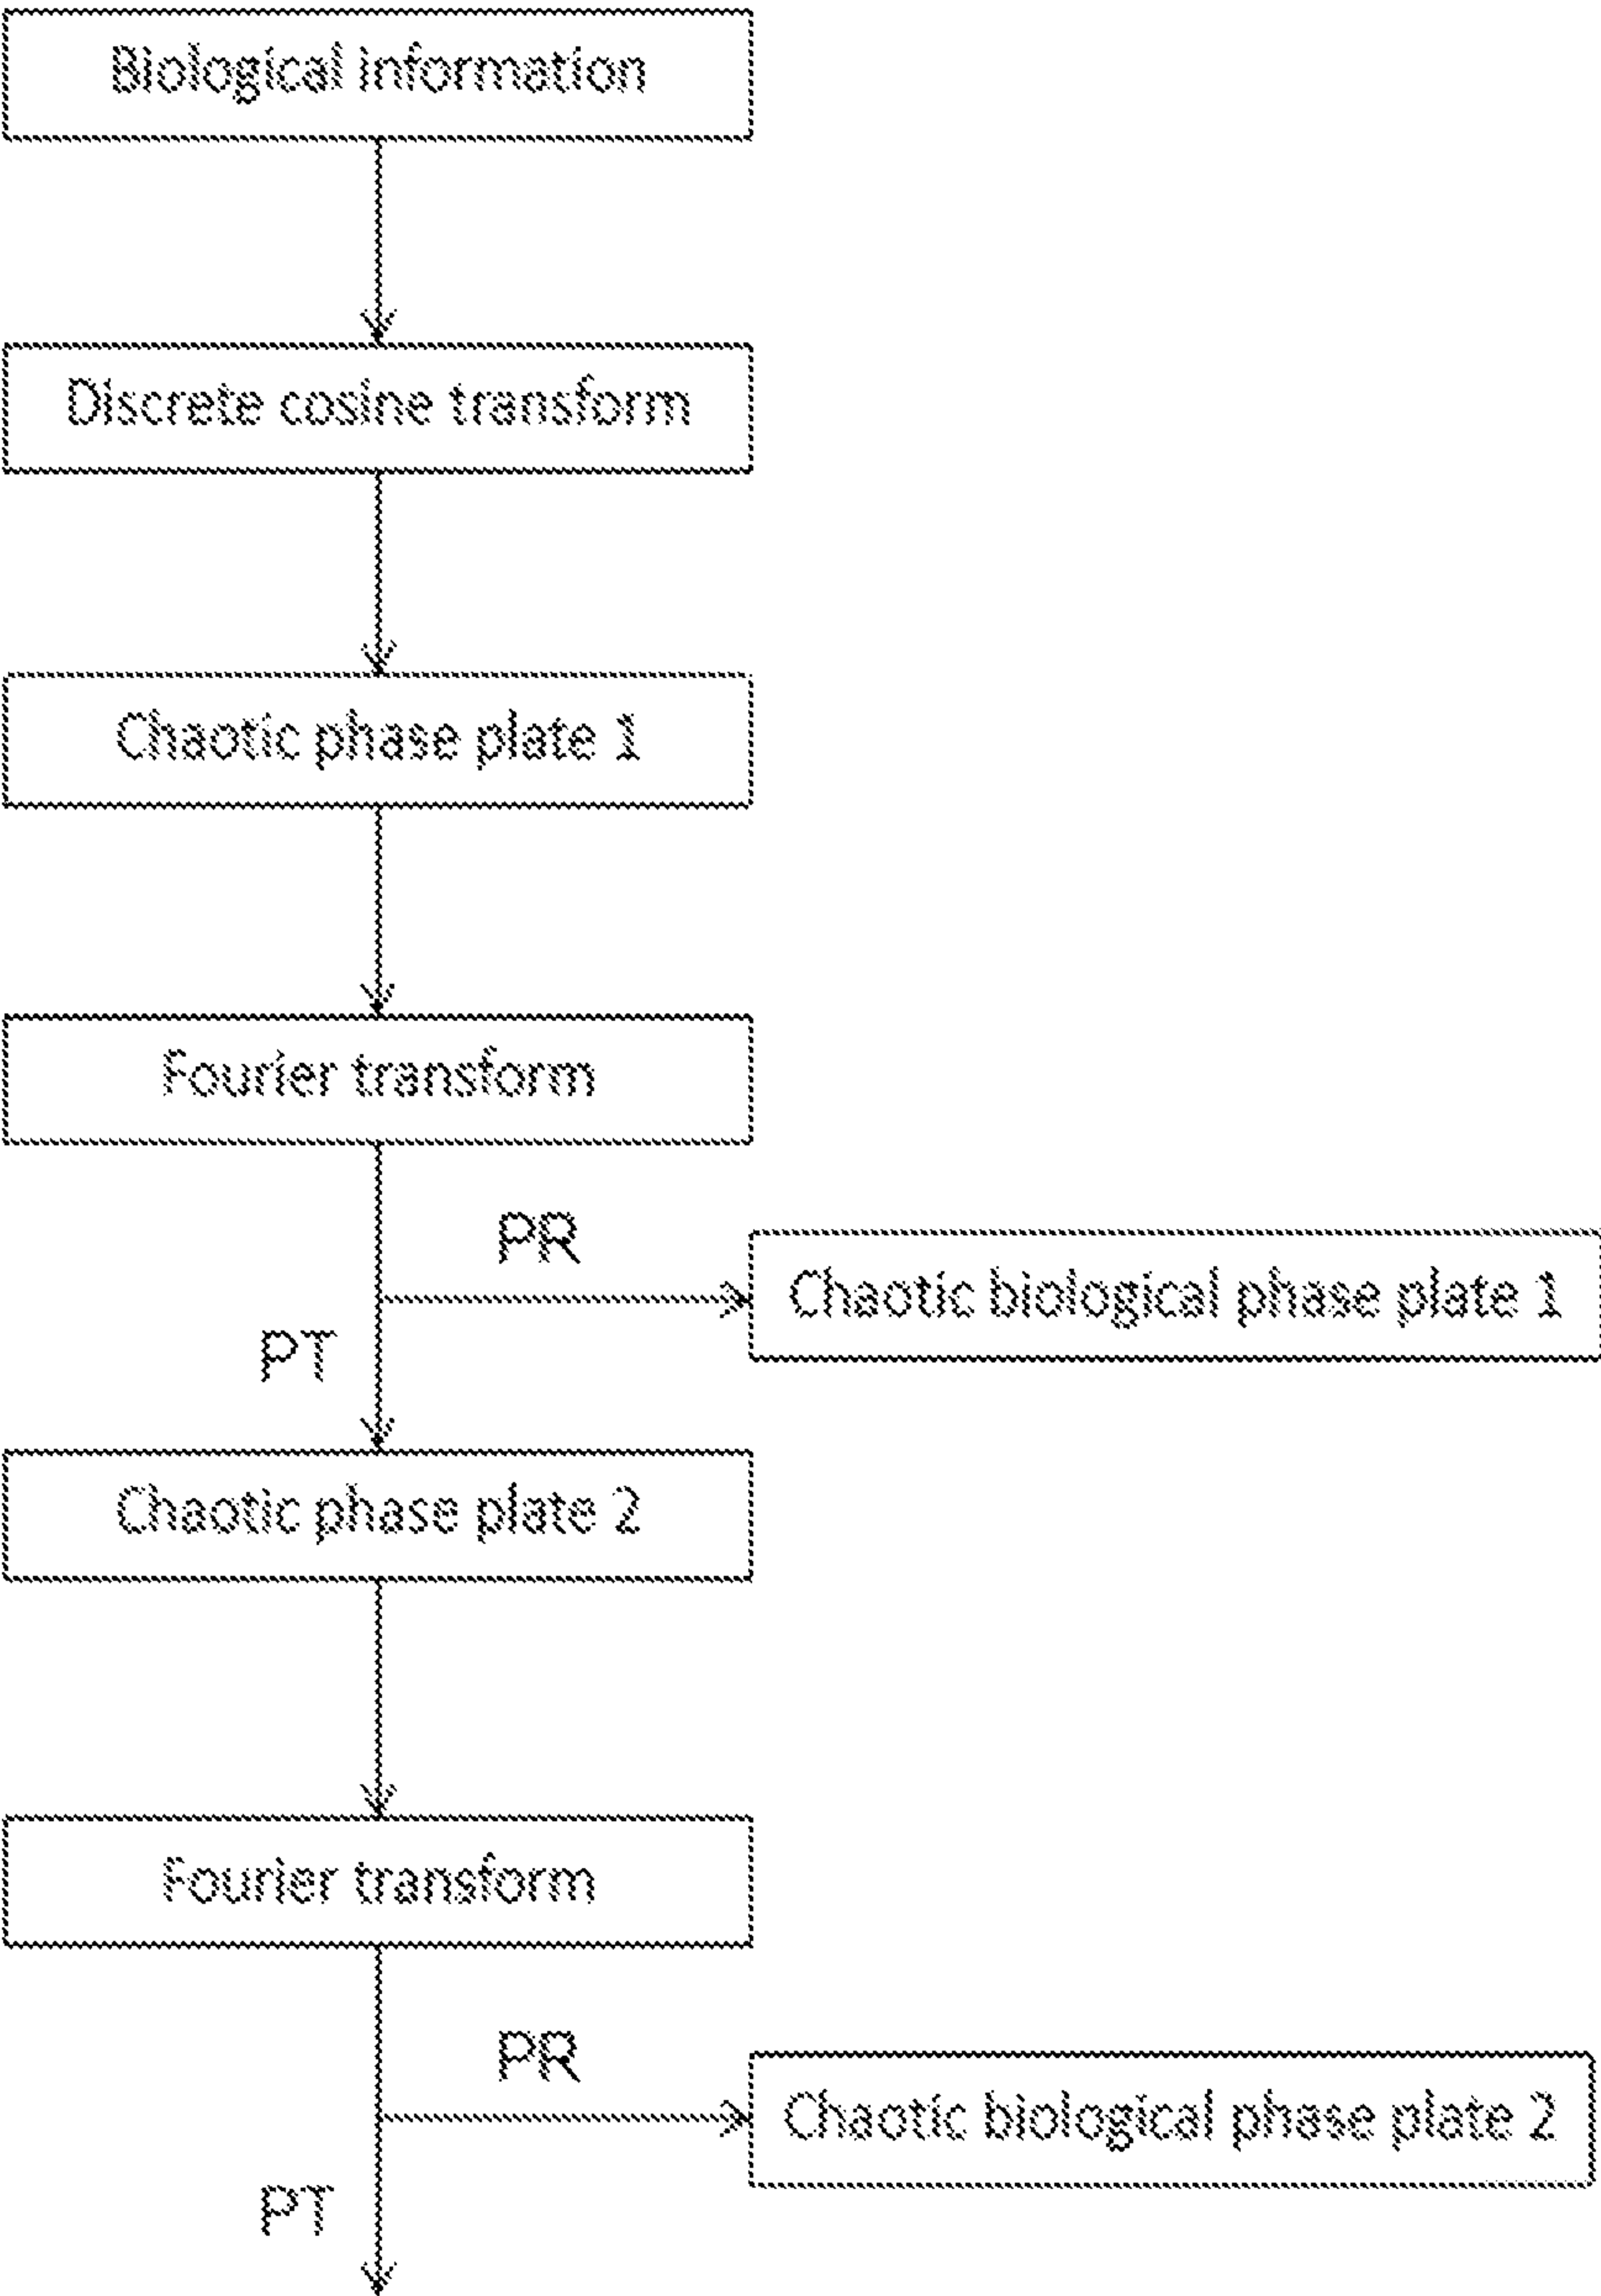 Biological information
Discrete cosine transform
Chaotic phase plate 1
Fourier transform
PR
Chaotic biological phase plate 1
PT
Chaotic phase plate 2
Fourier transform
PR
Chaotic biological phase plate 2
PT